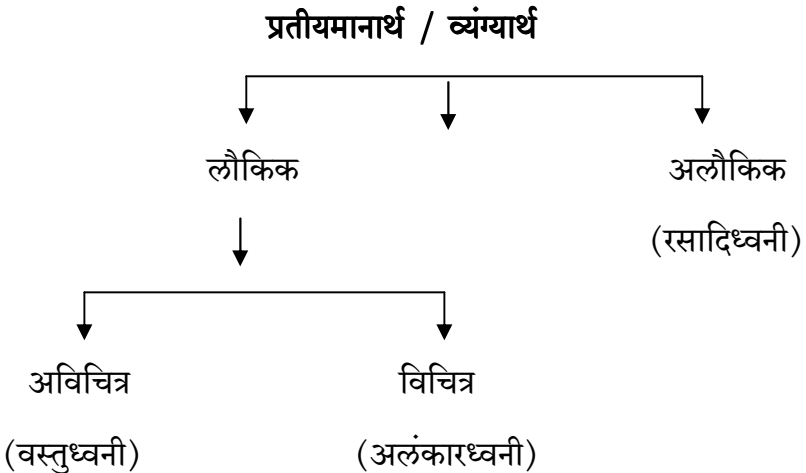 प्रतीयमानार्थ / व्यंग्यार्थ
लौकिक अलौकिक
(रसादिध्वनी)
अविचित्र विचित्र
(वस्तुध्वनी) (अलंकारध्वनी)